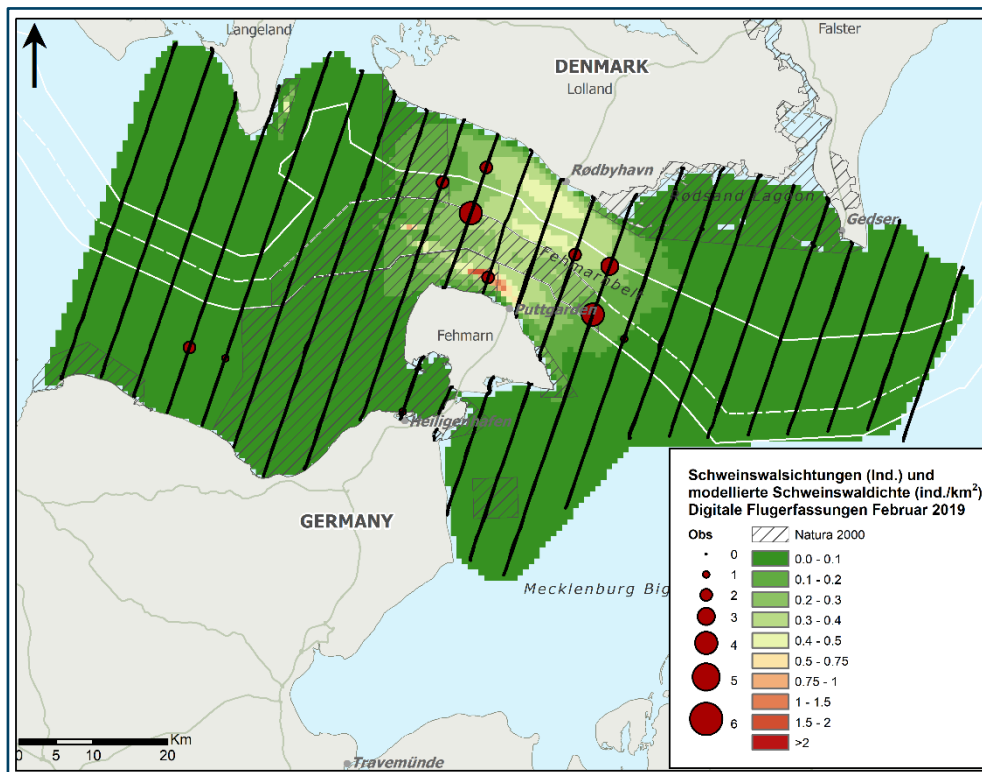 Langeland
Falster
DENMARK
Lolland
Rødbyhavn
Rødsand Lagoon
Gedser
Fehmarnbelt
Puttgarden
Fehmarn
Heiligenhafen
GERMANY
Mecklenburg Big
Travemünde
Km
0 5 10 20
Schweinswalsichtungen (Ind.) und
modellierte Schweinswaldichte (ind./km²)
Digitale Flugerfassungen Februar 2019
Obs Natura 2000
0 0.0 - 0.1
1 0.1 - 0.2
2 0.2 - 0.3
3 0.3 - 0.4
4 0.4 - 0.5
0.5 - 0.75
5 0.75 - 1
1 - 1.5
6 1.5 - 2
>2